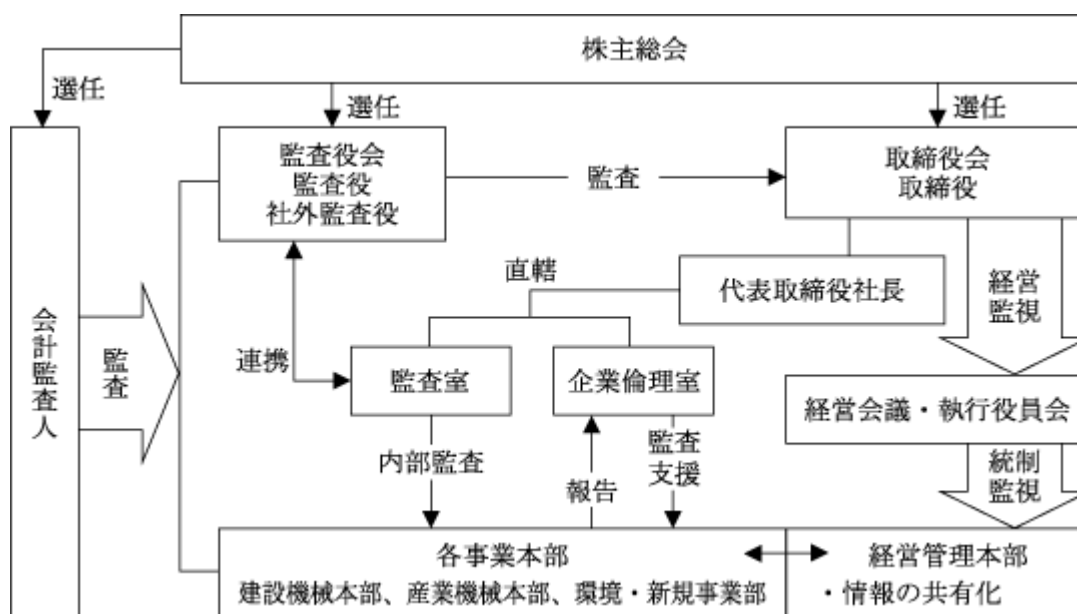 株主総会
選任
選任
選任
監査役会
監査役
社外監査役
監査
取締役会
取締役
直轄
代表取締役社長
経営
監視
会計監査人
監査
連携
監査室
企業倫理室
経営会議・執行役員会
内部監査
報告
監査
支援
統制
監視
各事業本部
建設機械本部、産業機械本部、環境・新規事業部
経営管理本部
・情報の共有化